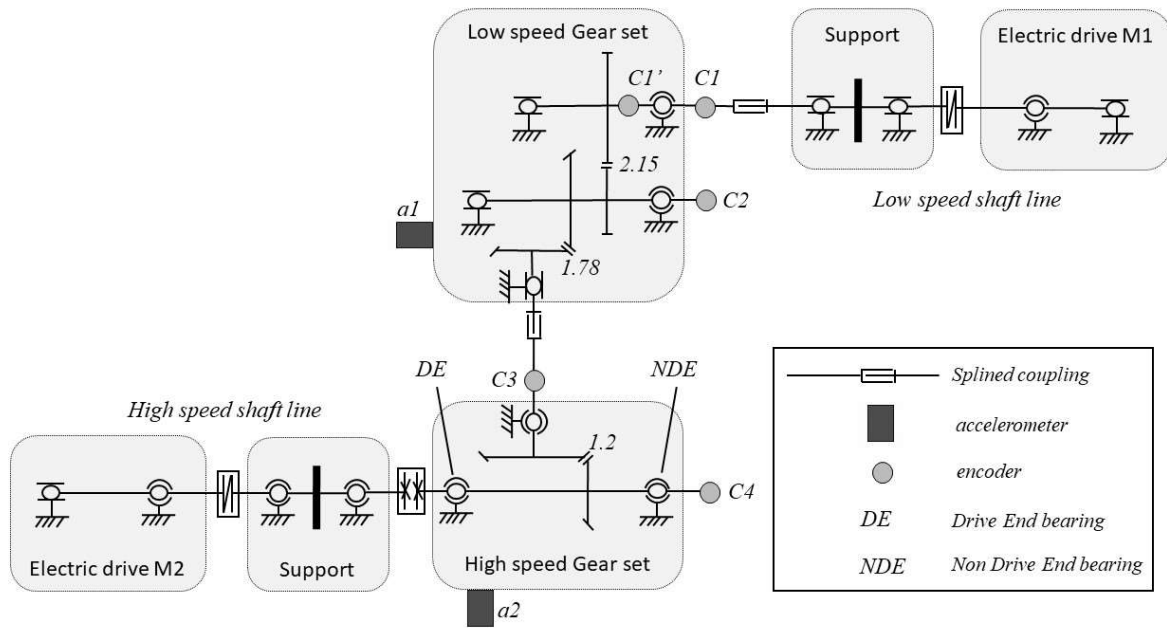 Low speed Gear set
Support
Electric drive M1
C1’
C1
2.15
C2
Low speed shaft line
a1
1.78
DE
C3
NDE
High speed shaft line
1.2
C4
Electric drive M2
Support
High speed Gear set
a2
Splined coupling
accelerometer
encoder
DE Drive End bearing
NDE Non Drive End bearing